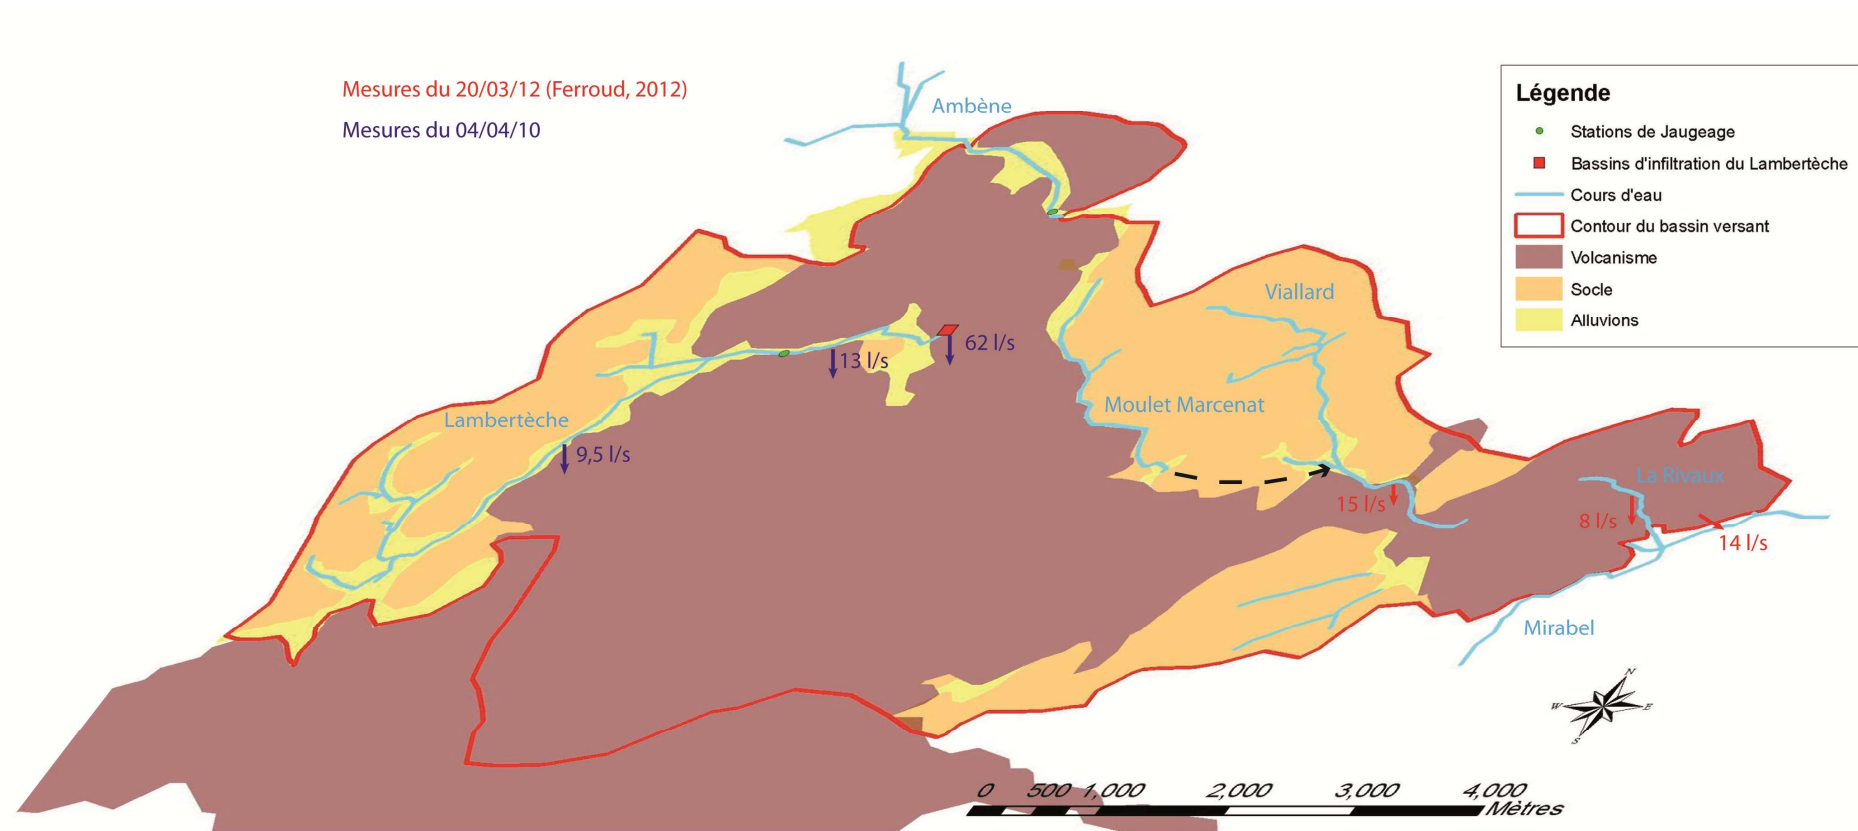 Mesures du 20/03/12 (Ferroud, 2012)
Mesures du 04/04/10
Ambène
Légende
Stations de Jaugeage
Bassins d'infiltration du Lambertèche
Cours d'eau
Contour du bassin versant
Volcanisme
Socle
Alluvions
Viallard
62 l/s
13 l/s
Moulet Marcenat
Lambertèche
9,5 l/s
La Rivaux
15 l/s
8 l/s
14 l/s
Mirabel
N
W
E
S
0 500 1,000 2,000 3,000 4,000
Mètres